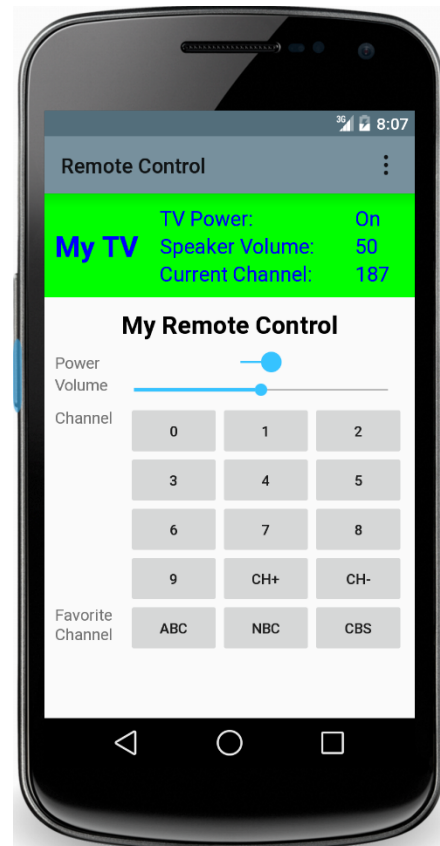 3G 8:07
Remote Control
My TV
TV Power: On
Speaker Volume: 50
Current Channel: 187
My Remote Control
Power
Volume
Channel
0 1 2
3 4 5
6 7 8
9 CH+ CH-
Favorite
Channel
ABC NBC CBS